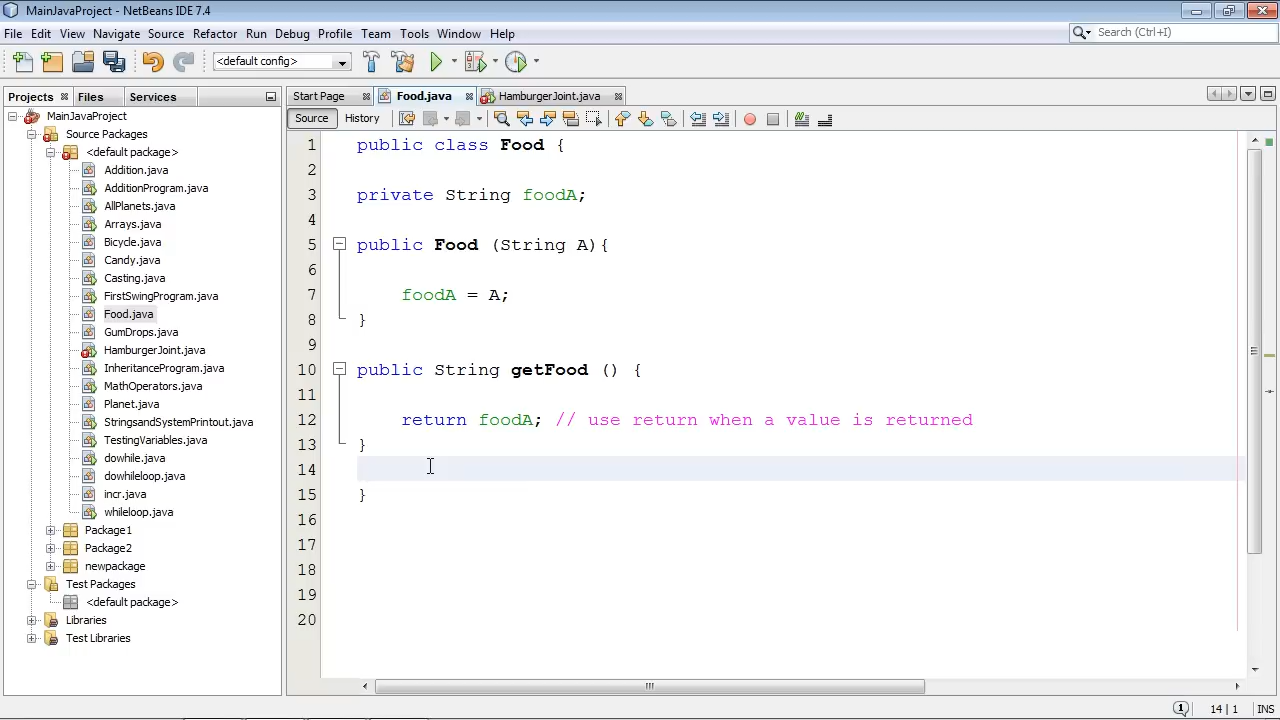 MainJavaProject - NetBeans IDE 7.4
File Edit View Navigate Source Refactor Run Debug Profile Team Tools Window Help
Search (Ctrl+I)
<default config>
Projects Files Services
Start Page Food.java HamburgerJoint.java
Source History
MainJavaProject
Source Packages
<default package>
Addition.java
AdditionProgram.java
AllPlanets.java
Arrays.java
Bicycle.java
Candy.java
Casting.java
FirstSwingProgram.java
Food.java
GumDrops.java
HamburgerJoint.java
InheritanceProgram.java
MathOperators.java
Planet.java
StringsandSystemPrintout.java
TestingVariables.java
dowhile.java
dowhileloop.java
incr.java
whileloop.java
Package1
Package2
newpackage
Test Packages
<default package>
Libraries
Test Libraries
1 public class Food {
2
3 private String foodA;
4
5 public Food (String A){
6
7 foodA = A;
8 }
9
10 public String getFood () {
11
12 return foodA; // use return when a value is returned
13 }
14
15 }
16
17
18
19
20
1
14 | 1 INS